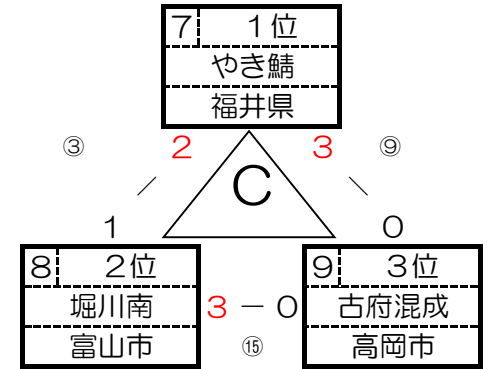 7 1位
やき鯖
福井県
③ 2 3 ⑨
C
1 0
8 2位
堀川南
富山市
3 － 0
⑮
9 3位
古府混成
高岡市